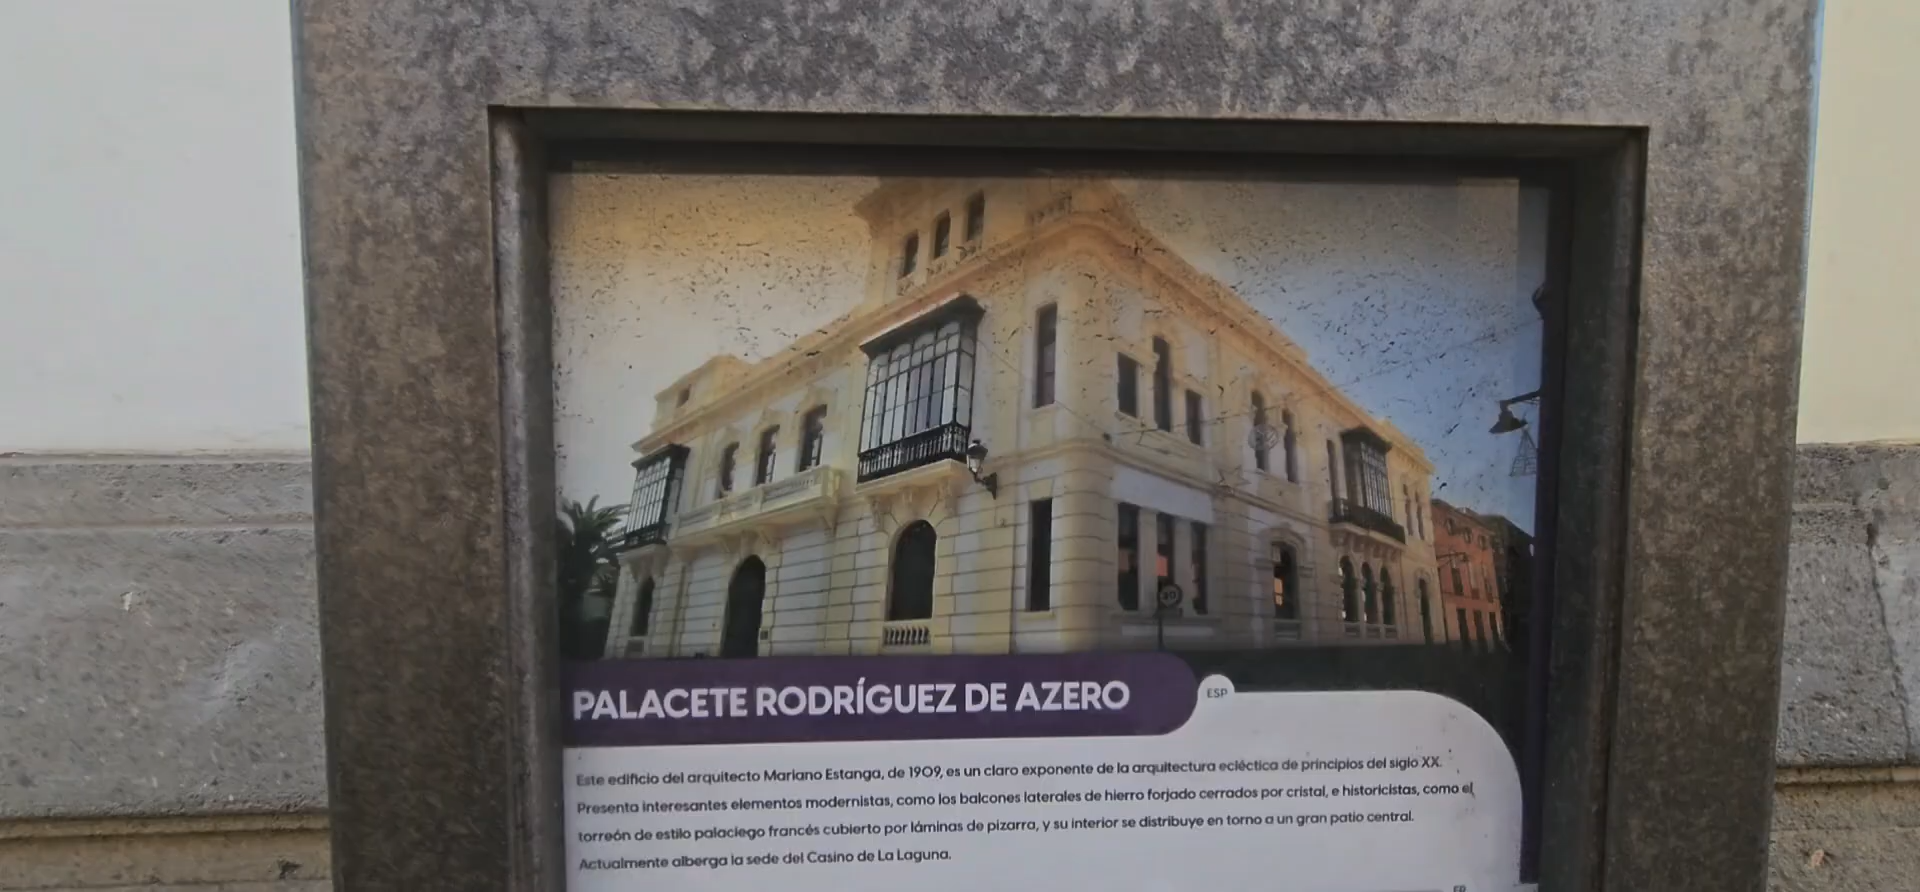 PALACETE RODRÍGUEZ DE AZERO
ESP
Este edificio del arquitecto Mariano Estanga, de 1909, es un claro exponente de la arquitectura ecléctica de principios del siglo XX.
Presenta interesantes elementos modernistas, como los balcones laterales de hierro forjado cerrados por cristal, e historicistas, como el
torreón de estilo palaciego francés cubierto por láminas de pizarra, y su interior se distribuye en torno a un gran patio central.
Actualmente alberga la sede del Casino de La Laguna.